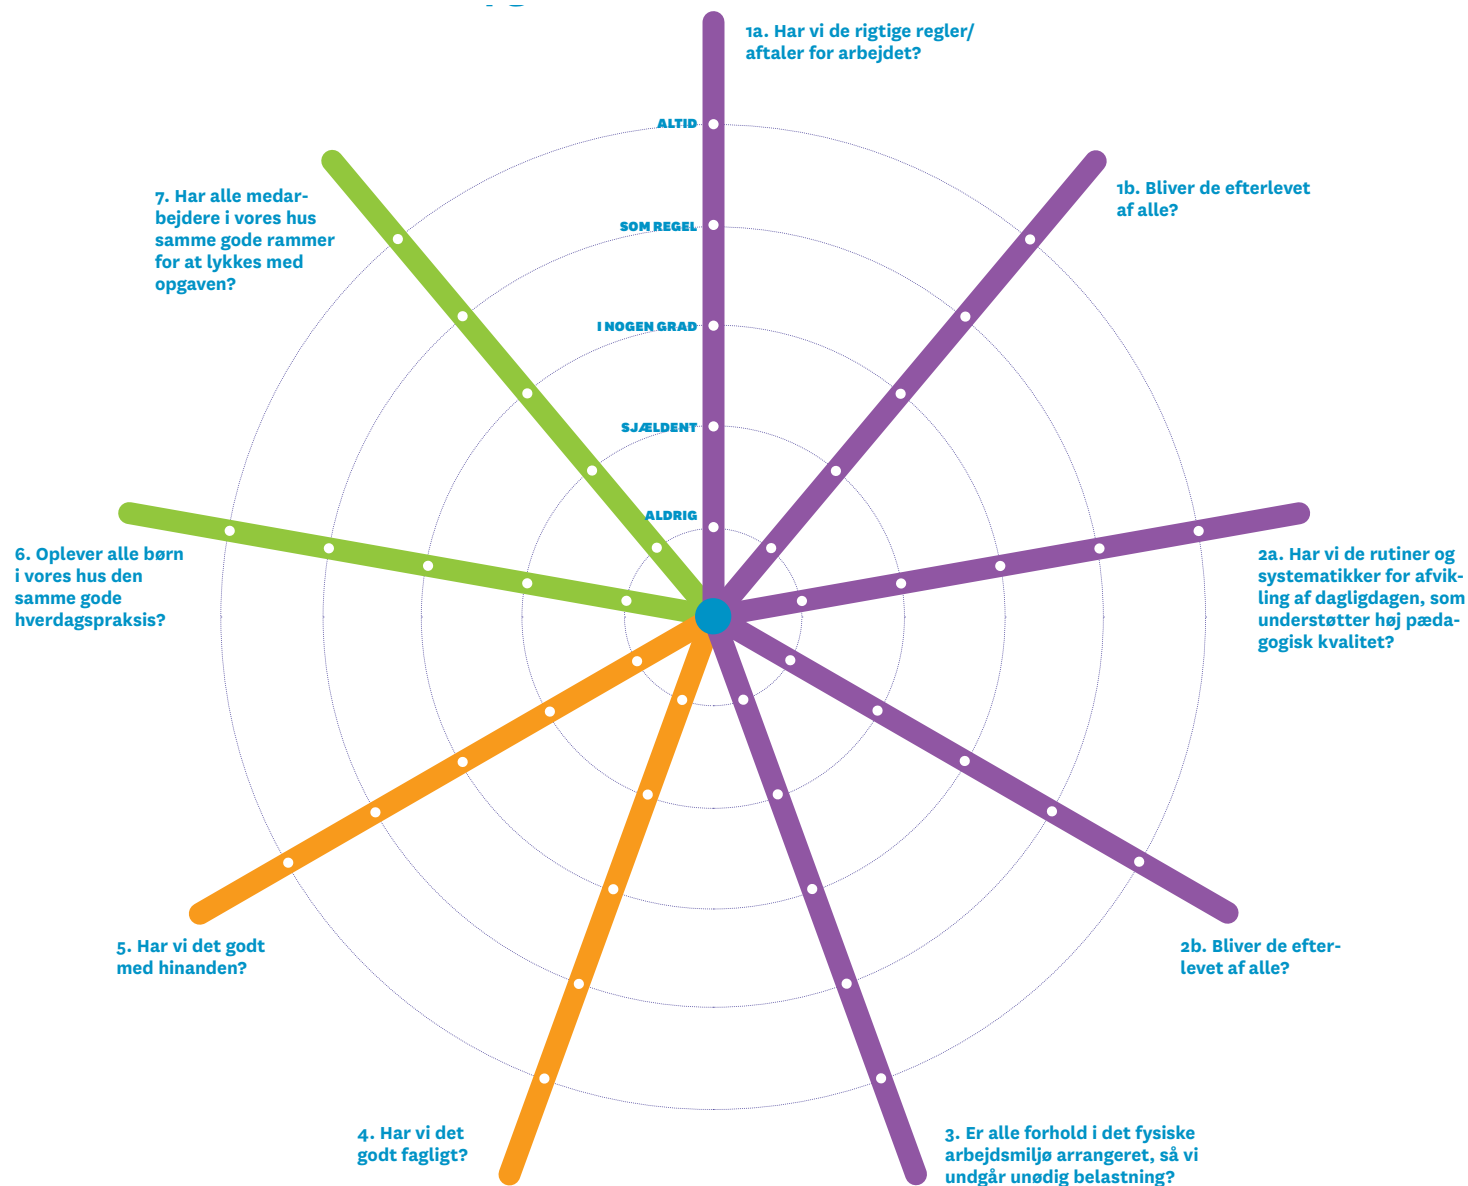 1a. Har vi de rigtige regler/
aftaler for arbejdet?
ALTID
SOM REGEL
I NOGEN GRAD
SJÆLDENT
ALDRIG
1b. Bliver de efterlevet
af alle?
2a. Har vi de rutiner og
systematikker for afvik-
ling af dagligdagen, som
understøtter høj pæda-
gogisk kvalitet?
2b. Bliver de efter-
levet af alle?
3. Er alle forhold i det fysiske
arbejdsmiljø arrangeret, så vi
undgår unødig belastning?
4. Har vi det
godt fagligt?
5. Har vi det godt
med hinanden?
6. Oplever alle børn
i vores hus den
samme gode
hverdagspraksis?
7. Har alle medar-
bejdere i vores hus
samme gode rammer
for at lykkes med
opgaven?